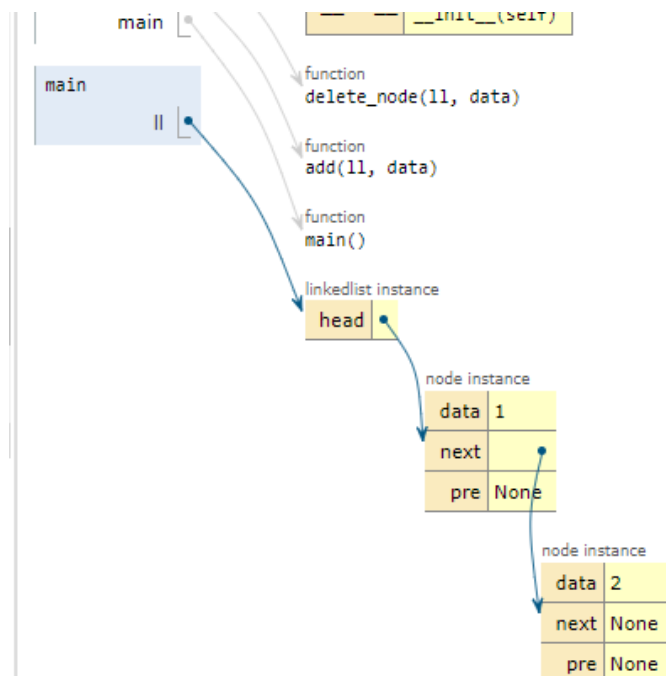 main
__init__(self)
function
delete_node(ll, data)
main
ll
function
add(ll, data)
function
main()
linkedlist instance
head
node instance
data 1
next
pre None
node instance
data 2
next None
pre None